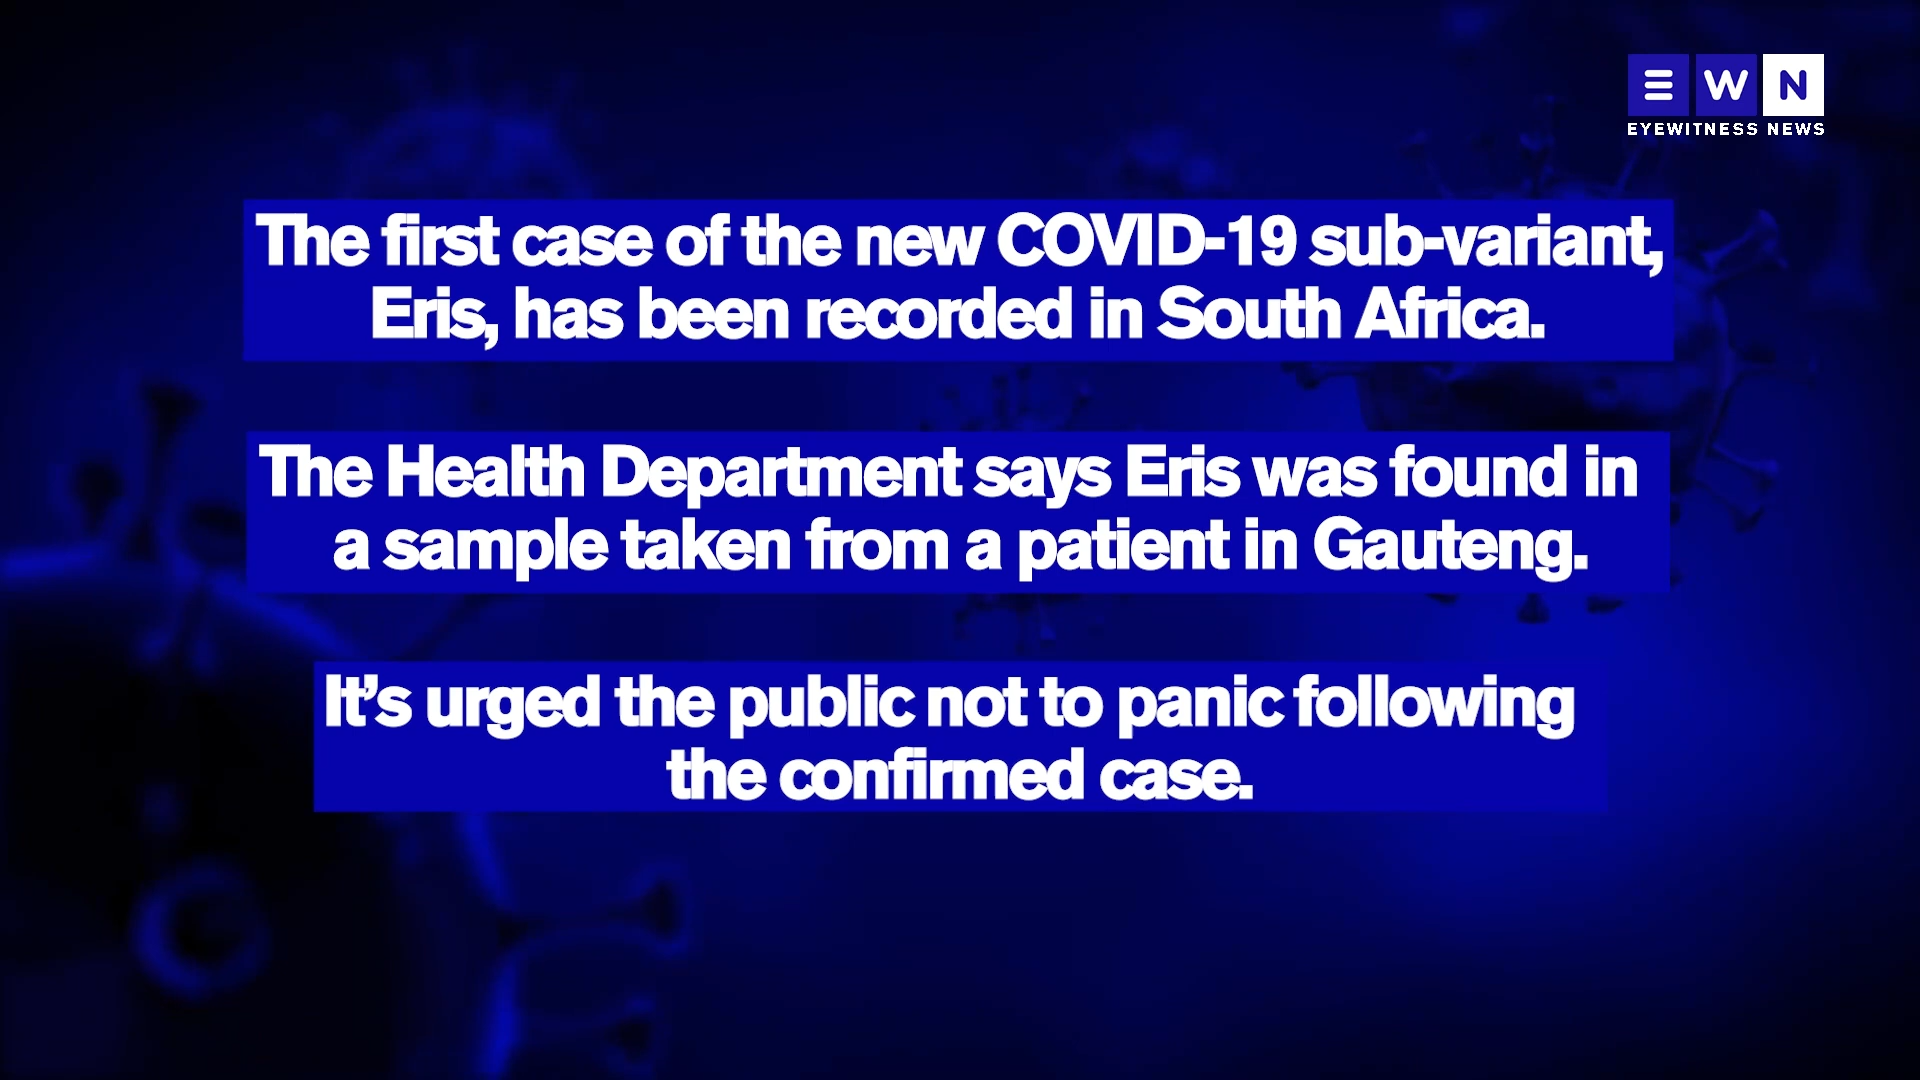 EWN
EYEWITNESS NEWS
The first case of the new COVID-19 sub-variant,
Eris, has been recorded in South Africa.
The Health Department says Eris was found in
a sample taken from a patient in Gauteng.
It’s urged the public not to panic following
the confirmed case.